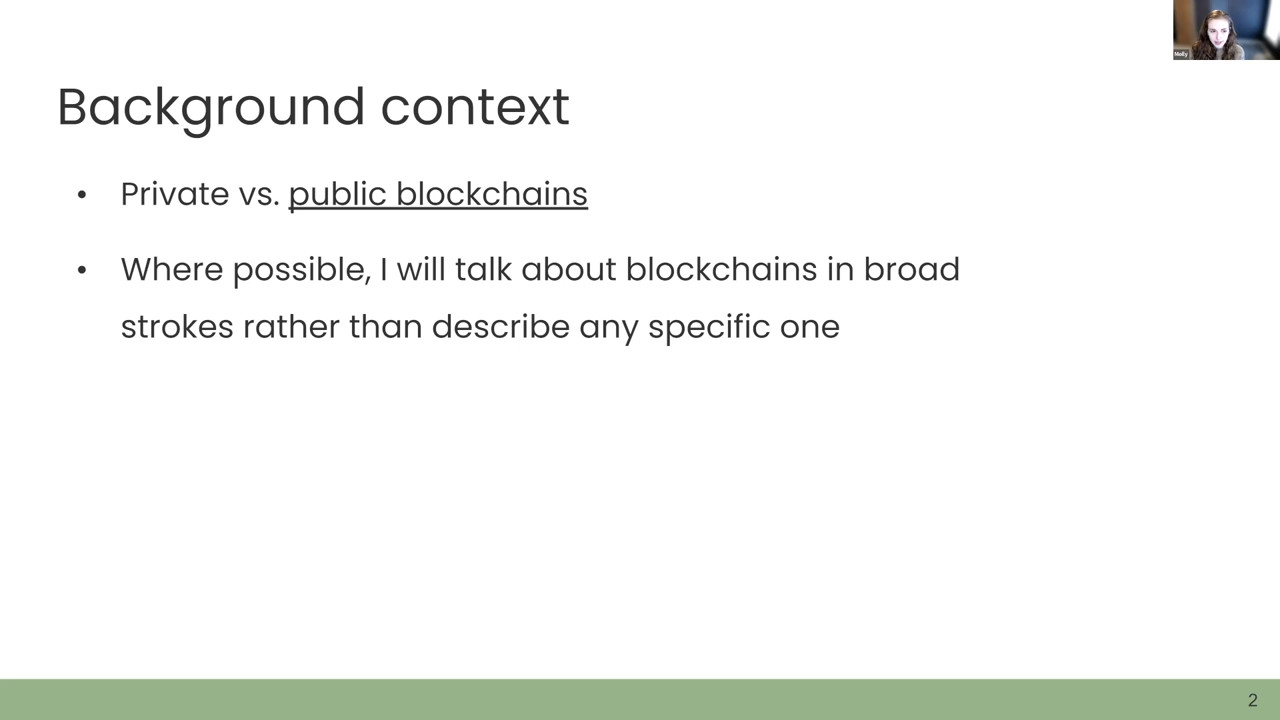 Molly
Background context
• Private vs. public blockchains
• Where possible, I will talk about blockchains in broad
strokes rather than describe any specific one
2